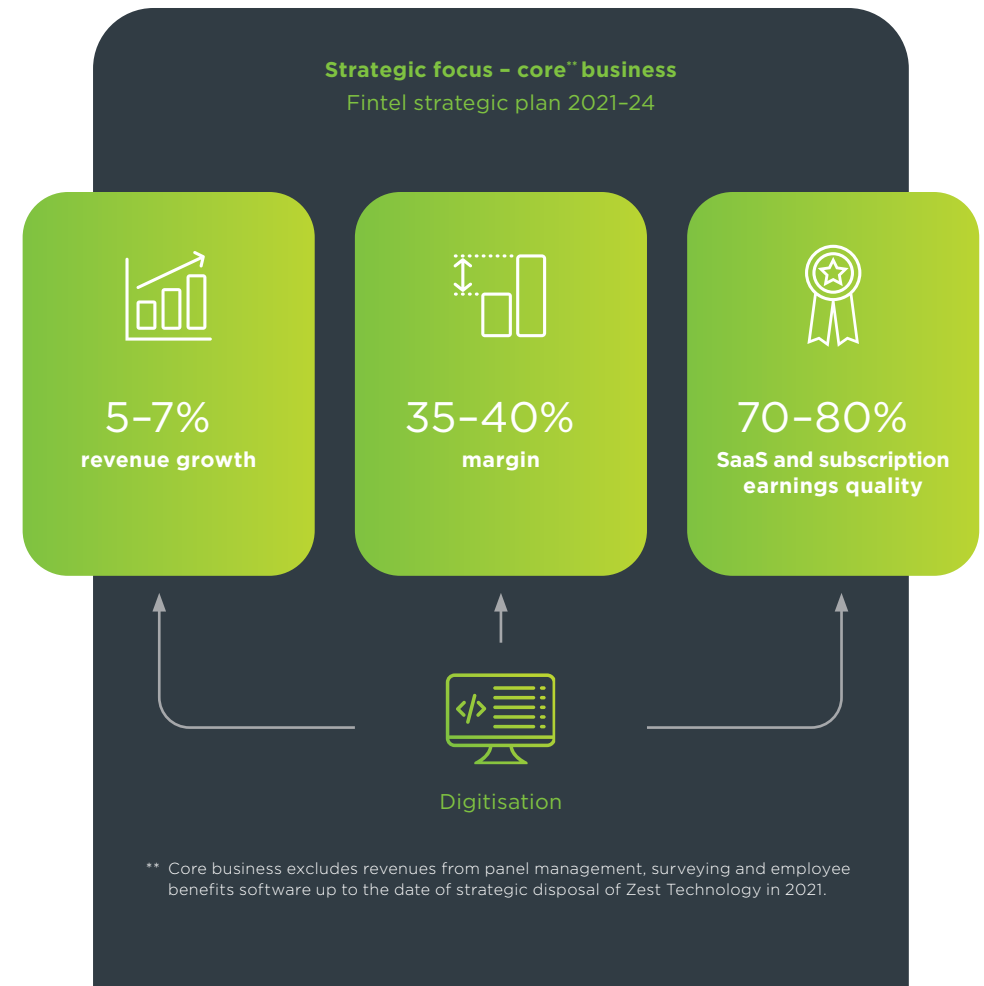 Strategic focus – core** business
Fintel strategic plan 2021–24
5–7%
revenue growth
35–40%
margin
70–80%
SaaS and subscription
earnings quality
</>
Digitisation
** Core business excludes revenues from panel management, surveying and employee
benefits software up to the date of strategic disposal of Zest Technology in 2021.